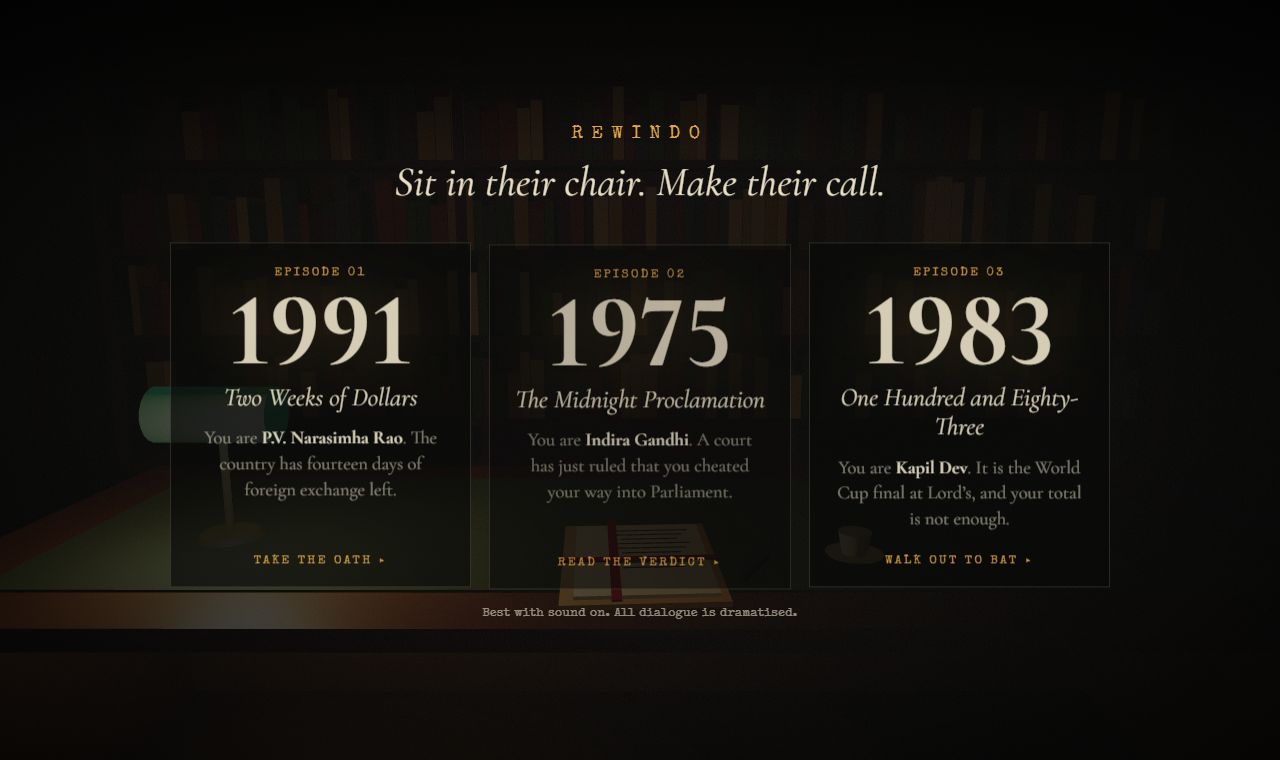 REWINDO
Sit in their chair. Make their call.
EPISODE 01
1991
Two Weeks of Dollars
You are P.V. Narasimha Rao. The
country has fourteen days of
foreign exchange left.
TAKE THE OATH ▸
EPISODE 02
1975
The Midnight Proclamation
You are Indira Gandhi. A court
has just ruled that you cheated
your way into Parliament.
READ THE VERDICT ▸
EPISODE 03
1983
One Hundred and Eighty-
Three
You are Kapil Dev. It is the World
Cup final at Lord’s, and your total
is not enough.
WALK OUT TO BAT ▸
Best with sound on. All dialogue is dramatised.